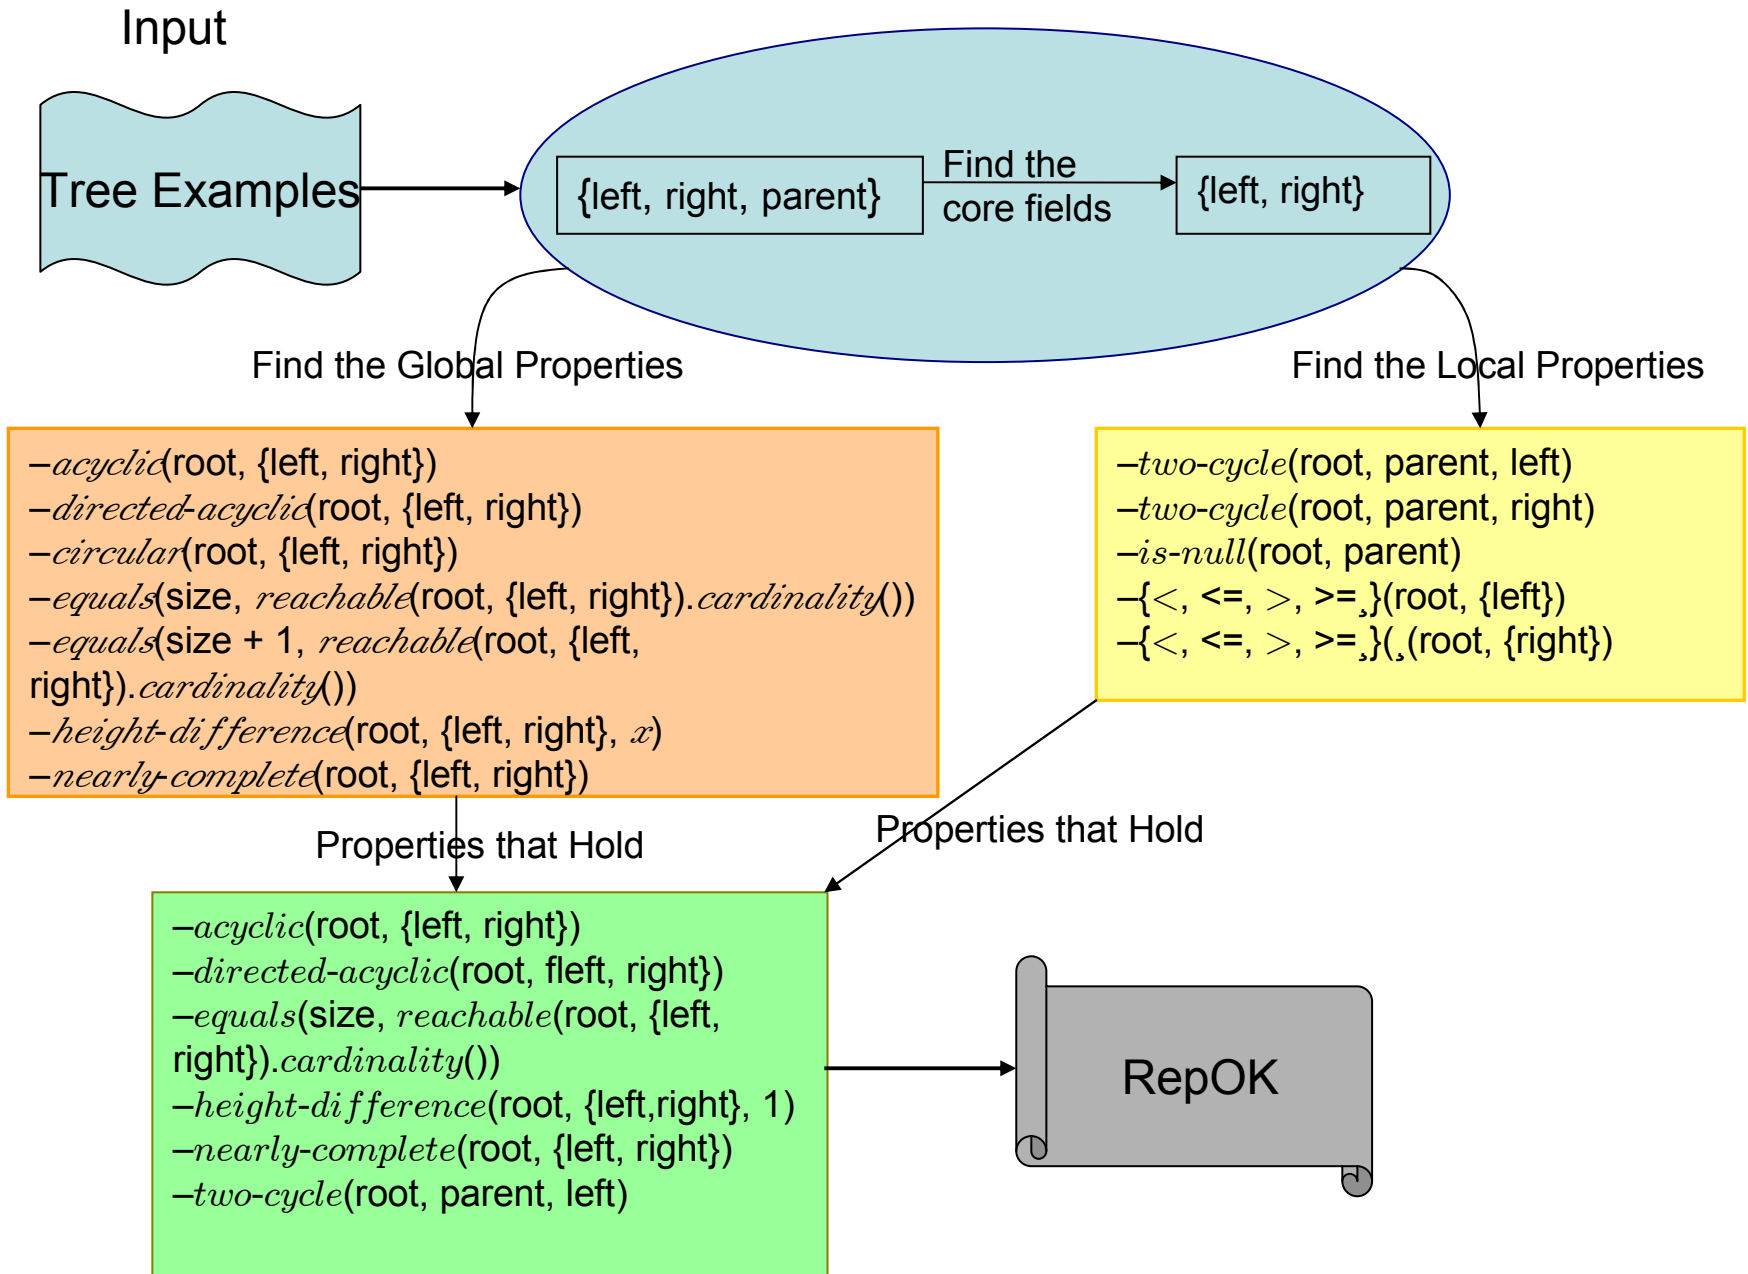 Input
Tree Examples
{left, right, parent}
Find the
core fields
{left, right}
Find the Global Properties
Find the Local Properties
–acyclic(root, {left, right})
–directed-acyclic(root, {left, right})
–circular(root, {left, right})
–equals(size, reachable(root, {left, right}).cardinality())
–equals(size + 1, reachable(root, {left,
right}).cardinality())
–height-difference(root, {left, right}, x)
–nearly-complete(root, {left, right})
–two-cycle(root, parent, left)
–two-cycle(root, parent, right)
–is-null(root, parent)
–{<, <=, >, >=¸}(root, {left})
–{<, <=, >, >=¸}(¸(root, {right})
Properties that Hold
Properties that Hold
–acyclic(root, {left, right})
–directed-acyclic(root, fleft, right})
–equals(size, reachable(root, {left,
right}).cardinality())
–height-difference(root, {left,right}, 1)
–nearly-complete(root, {left, right})
–two-cycle(root, parent, left)
RepOK